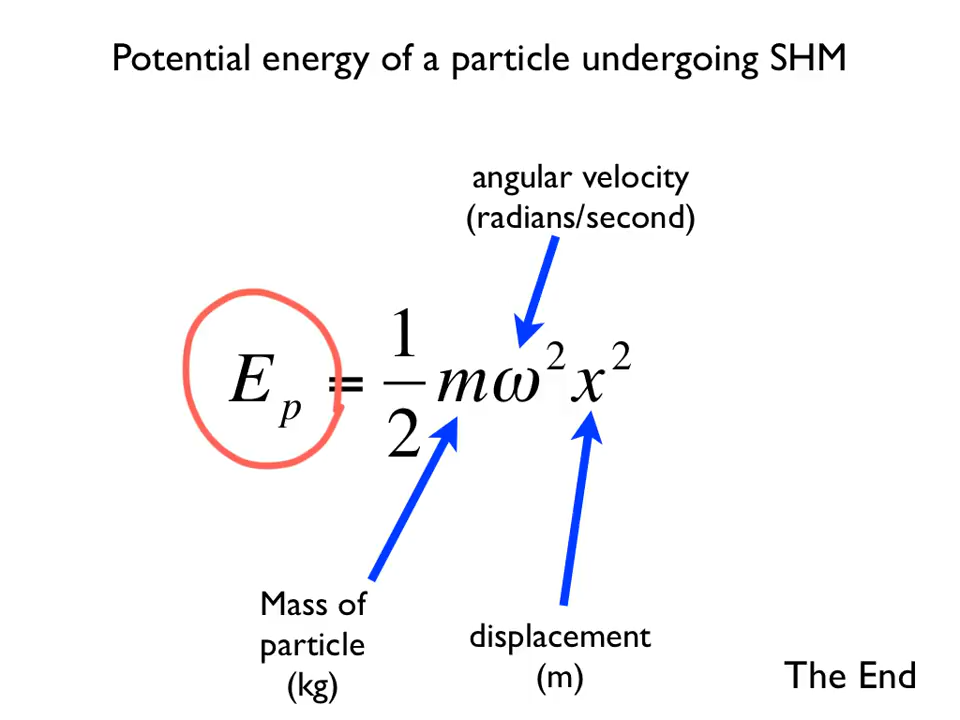 Potential energy of a particle undergoing SHM
angular velocity
(radians/second)
E_p = 1/2 mω²x²
Mass of
particle
(kg)
displacement
(m)
The End